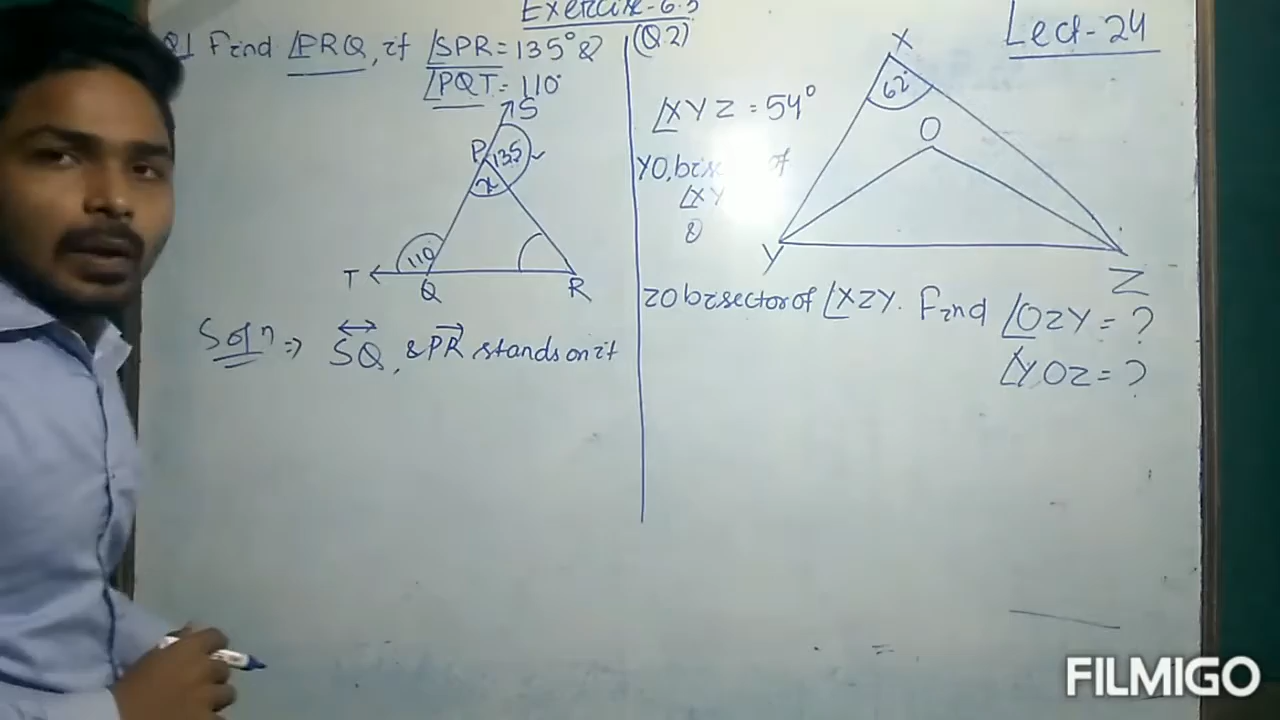 Exercise-6.3
Lect-24
Q1 Find ∠PRQ, if ∠SPR = 135° &
∠PQT = 110°
S
P 135
x
110
T Q R
Soln => SQ, & PR stands on it
(Q2)
X
62°
O
∠XYZ = 54°
YO, bisec of
∠XY
&
Y
Z
ZO bisector of ∠XZY. Find ∠OZY = ?
∠YOZ = ?
FILMIGO